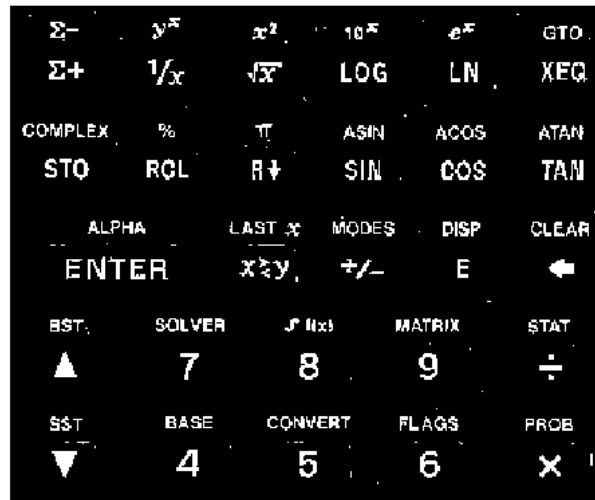 Σ- y^x x² 10^x e^x GTO
Σ+ 1/x √x LOG LN XEQ
COMPLEX % π ASIN ACOS ATAN
STO RCL R↓ SIN COS TAN
ALPHA LAST x MODES DISP CLEAR
ENTER x≷y +/- E ←
BST SOLVER ∫f(x) MATRIX STAT
▲ 7 8 9 ÷
SST BASE CONVERT FLAGS PROB
▼ 4 5 6 ×